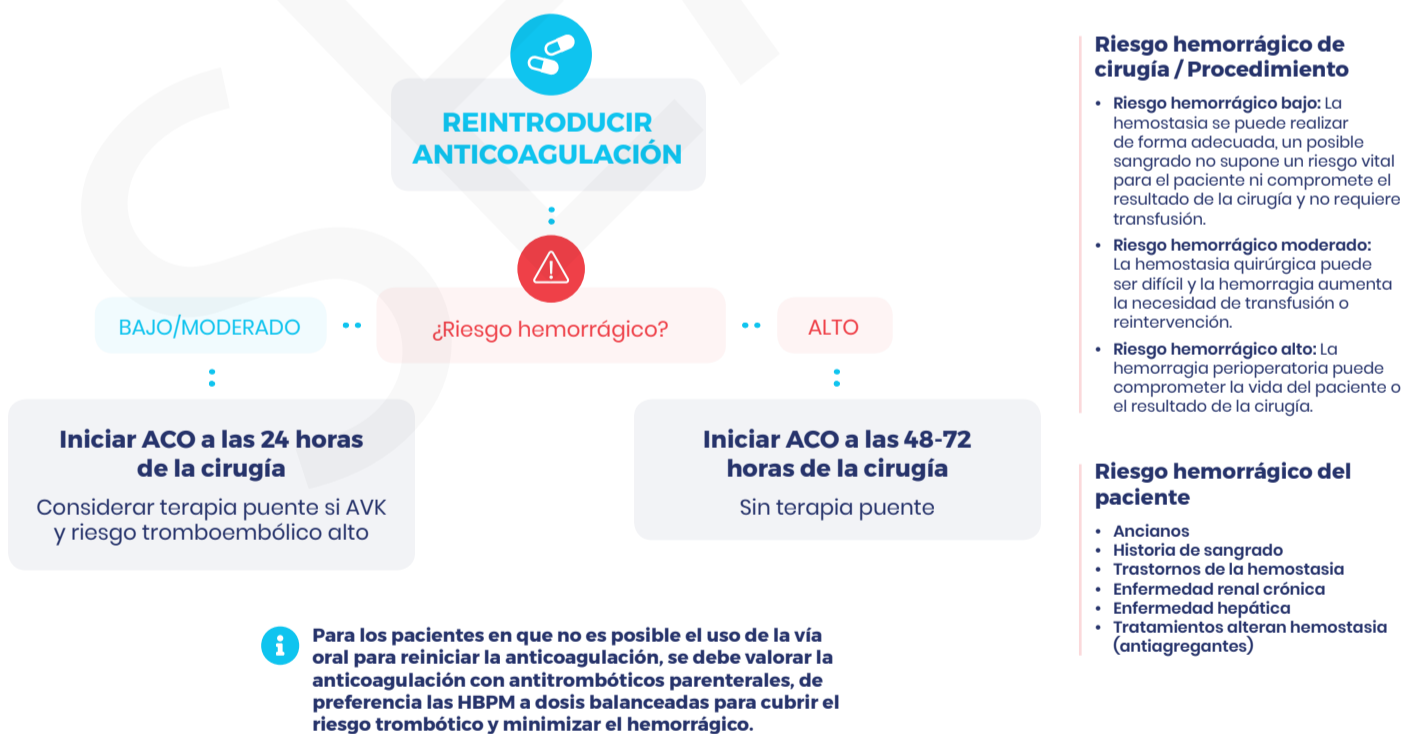 REINTRODUCIR
ANTICOAGULACIÓN
¿Riesgo hemorrágico?
BAJO/MODERADO
ALTO
Iniciar ACO a las 24 horas
de la cirugía
Considerar terapia puente si AVK
y riesgo tromboembólico alto
Iniciar ACO a las 48-72
horas de la cirugía
Sin terapia puente
Para los pacientes en que no es posible el uso de la vía
oral para reiniciar la anticoagulación, se debe valorar la
anticoagulación con antitrombóticos parenterales, de
preferencia las HBPM a dosis balanceadas para cubrir el
riesgo trombótico y minimizar el hemorrágico.
Riesgo hemorrágico de
cirugía / Procedimiento
• Riesgo hemorrágico bajo: La
hemostasia se puede realizar
de forma adecuada, un posible
sangrado no supone un riesgo vital
para el paciente ni compromete el
resultado de la cirugía y no requiere
transfusión.
• Riesgo hemorrágico moderado:
La hemostasia quirúrgica puede
ser difícil y la hemorragia aumenta
la necesidad de transfusión o
reintervención.
• Riesgo hemorrágico alto: La
hemorragia perioperatoria puede
comprometer la vida del paciente o
el resultado de la cirugía.
Riesgo hemorrágico del
paciente
• Ancianos
• Historia de sangrado
• Trastornos de la hemostasia
• Enfermedad renal crónica
• Enfermedad hepática
• Tratamientos alteran hemostasia
(antiagregantes)